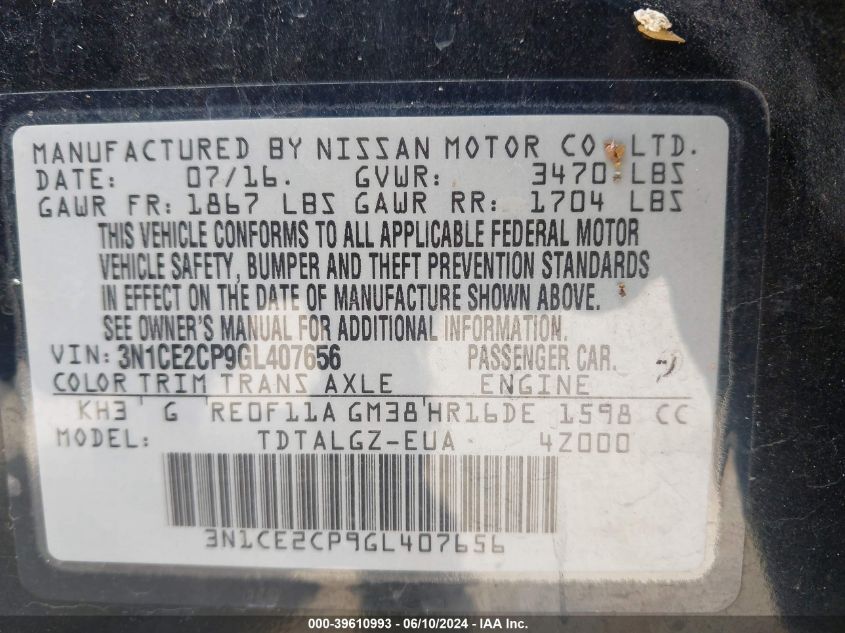 MANUFACTURED BY NISSAN MOTOR CO., LTD.
DATE: 07/16. GVWR: 3470 LBS
GAWR FR: 1867 LBS GAWR RR: 1704 LBS
THIS VEHICLE CONFORMS TO ALL APPLICABLE FEDERAL MOTOR
VEHICLE SAFETY, BUMPER AND THEFT PREVENTION STANDARDS
IN EFFECT ON THE DATE OF MANUFACTURE SHOWN ABOVE.
SEE OWNER'S MANUAL FOR ADDITIONAL INFORMATION.
VIN: 3N1CE2CP9GL407656 PASSENGER CAR.
COLOR TRIM TRANS AXLE ENGINE
KH3 G RE0F11A GM38 HR16DE 1598 CC
MODEL: TDTALGZ-EUA 4Z000
3N1CE2CP9GL407656
000-39610993 - 06/10/2024 - IAA Inc.